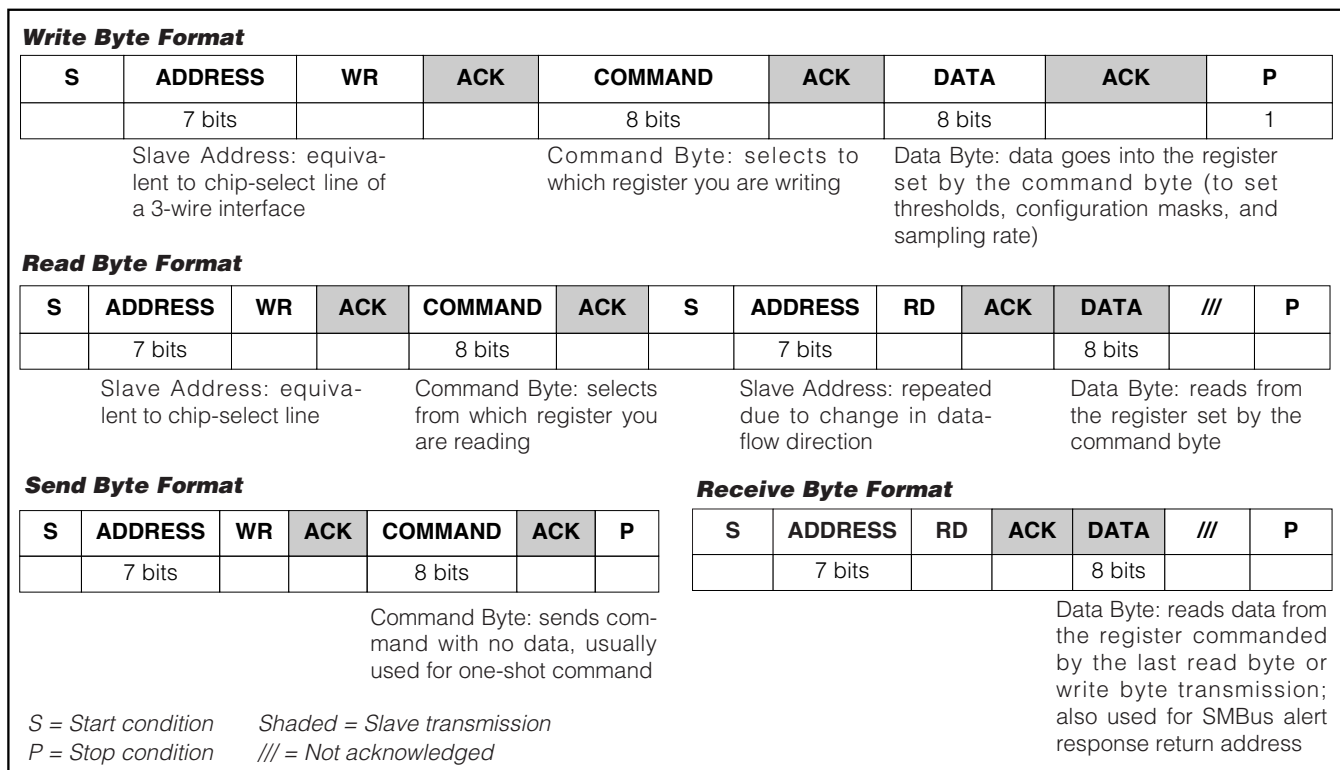 Write Byte Format
S ADDRESS WR ACK COMMAND ACK DATA ACK P
7 bits 8 bits 8 bits 1
Slave Address: equiva-
lent to chip-select line of
a 3-wire interface
Command Byte: selects to
which register you are writing
Data Byte: data goes into the register
set by the command byte (to set
thresholds, configuration masks, and
sampling rate)
Read Byte Format
S ADDRESS WR ACK COMMAND ACK S ADDRESS RD ACK DATA /// P
7 bits 8 bits 7 bits 8 bits
Slave Address: equiva-
lent to chip-select line
Command Byte: selects
from which register you
are reading
Slave Address: repeated
due to change in data-
flow direction
Data Byte: reads from
the register set by the
command byte
Send Byte Format
S ADDRESS WR ACK COMMAND ACK P
7 bits 8 bits
Command Byte: sends com-
mand with no data, usually
used for one-shot command
Receive Byte Format
S ADDRESS RD ACK DATA /// P
7 bits 8 bits
Data Byte: reads data from
the register commanded
by the last read byte or
write byte transmission;
also used for SMBus alert
response return address
S = Start condition Shaded = Slave transmission
P = Stop condition /// = Not acknowledged